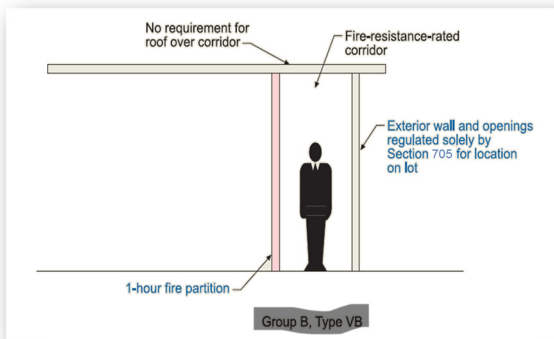 No requirement for
roof over corridor
Fire-resistance-rated
corridor
Exterior wall and openings
regulated solely by
Section 705 for location
on lot
1-hour fire partition
Group B, Type VB